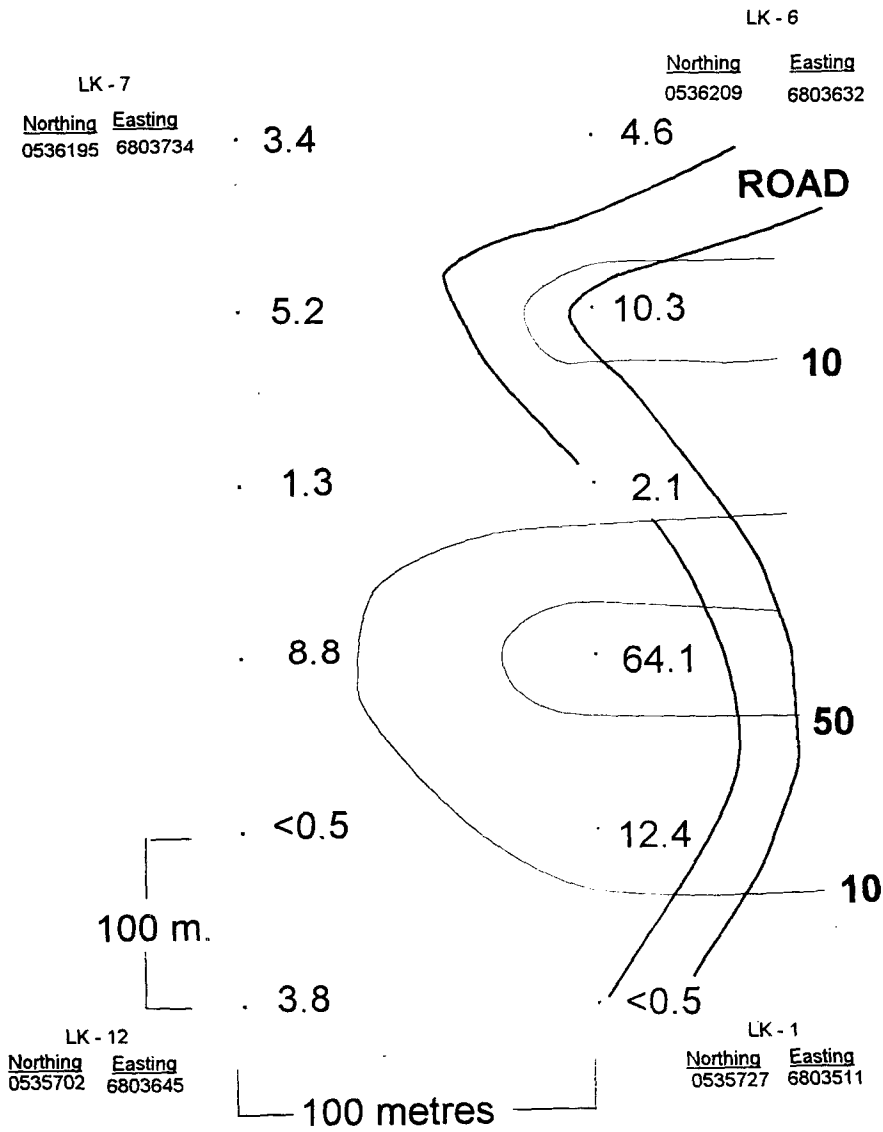 LK - 6
Northing Easting
0536209 6803632
LK - 7
Northing Easting
0536195 6803734
3.4 4.6
ROAD
5.2 10.3
10
1.3 2.1
8.8 64.1
50
<0.5 12.4
10
100 m.
3.8 <0.5
LK - 12
Northing Easting
0535702 6803645
LK - 1
Northing Easting
0535727 6803511
100 metres